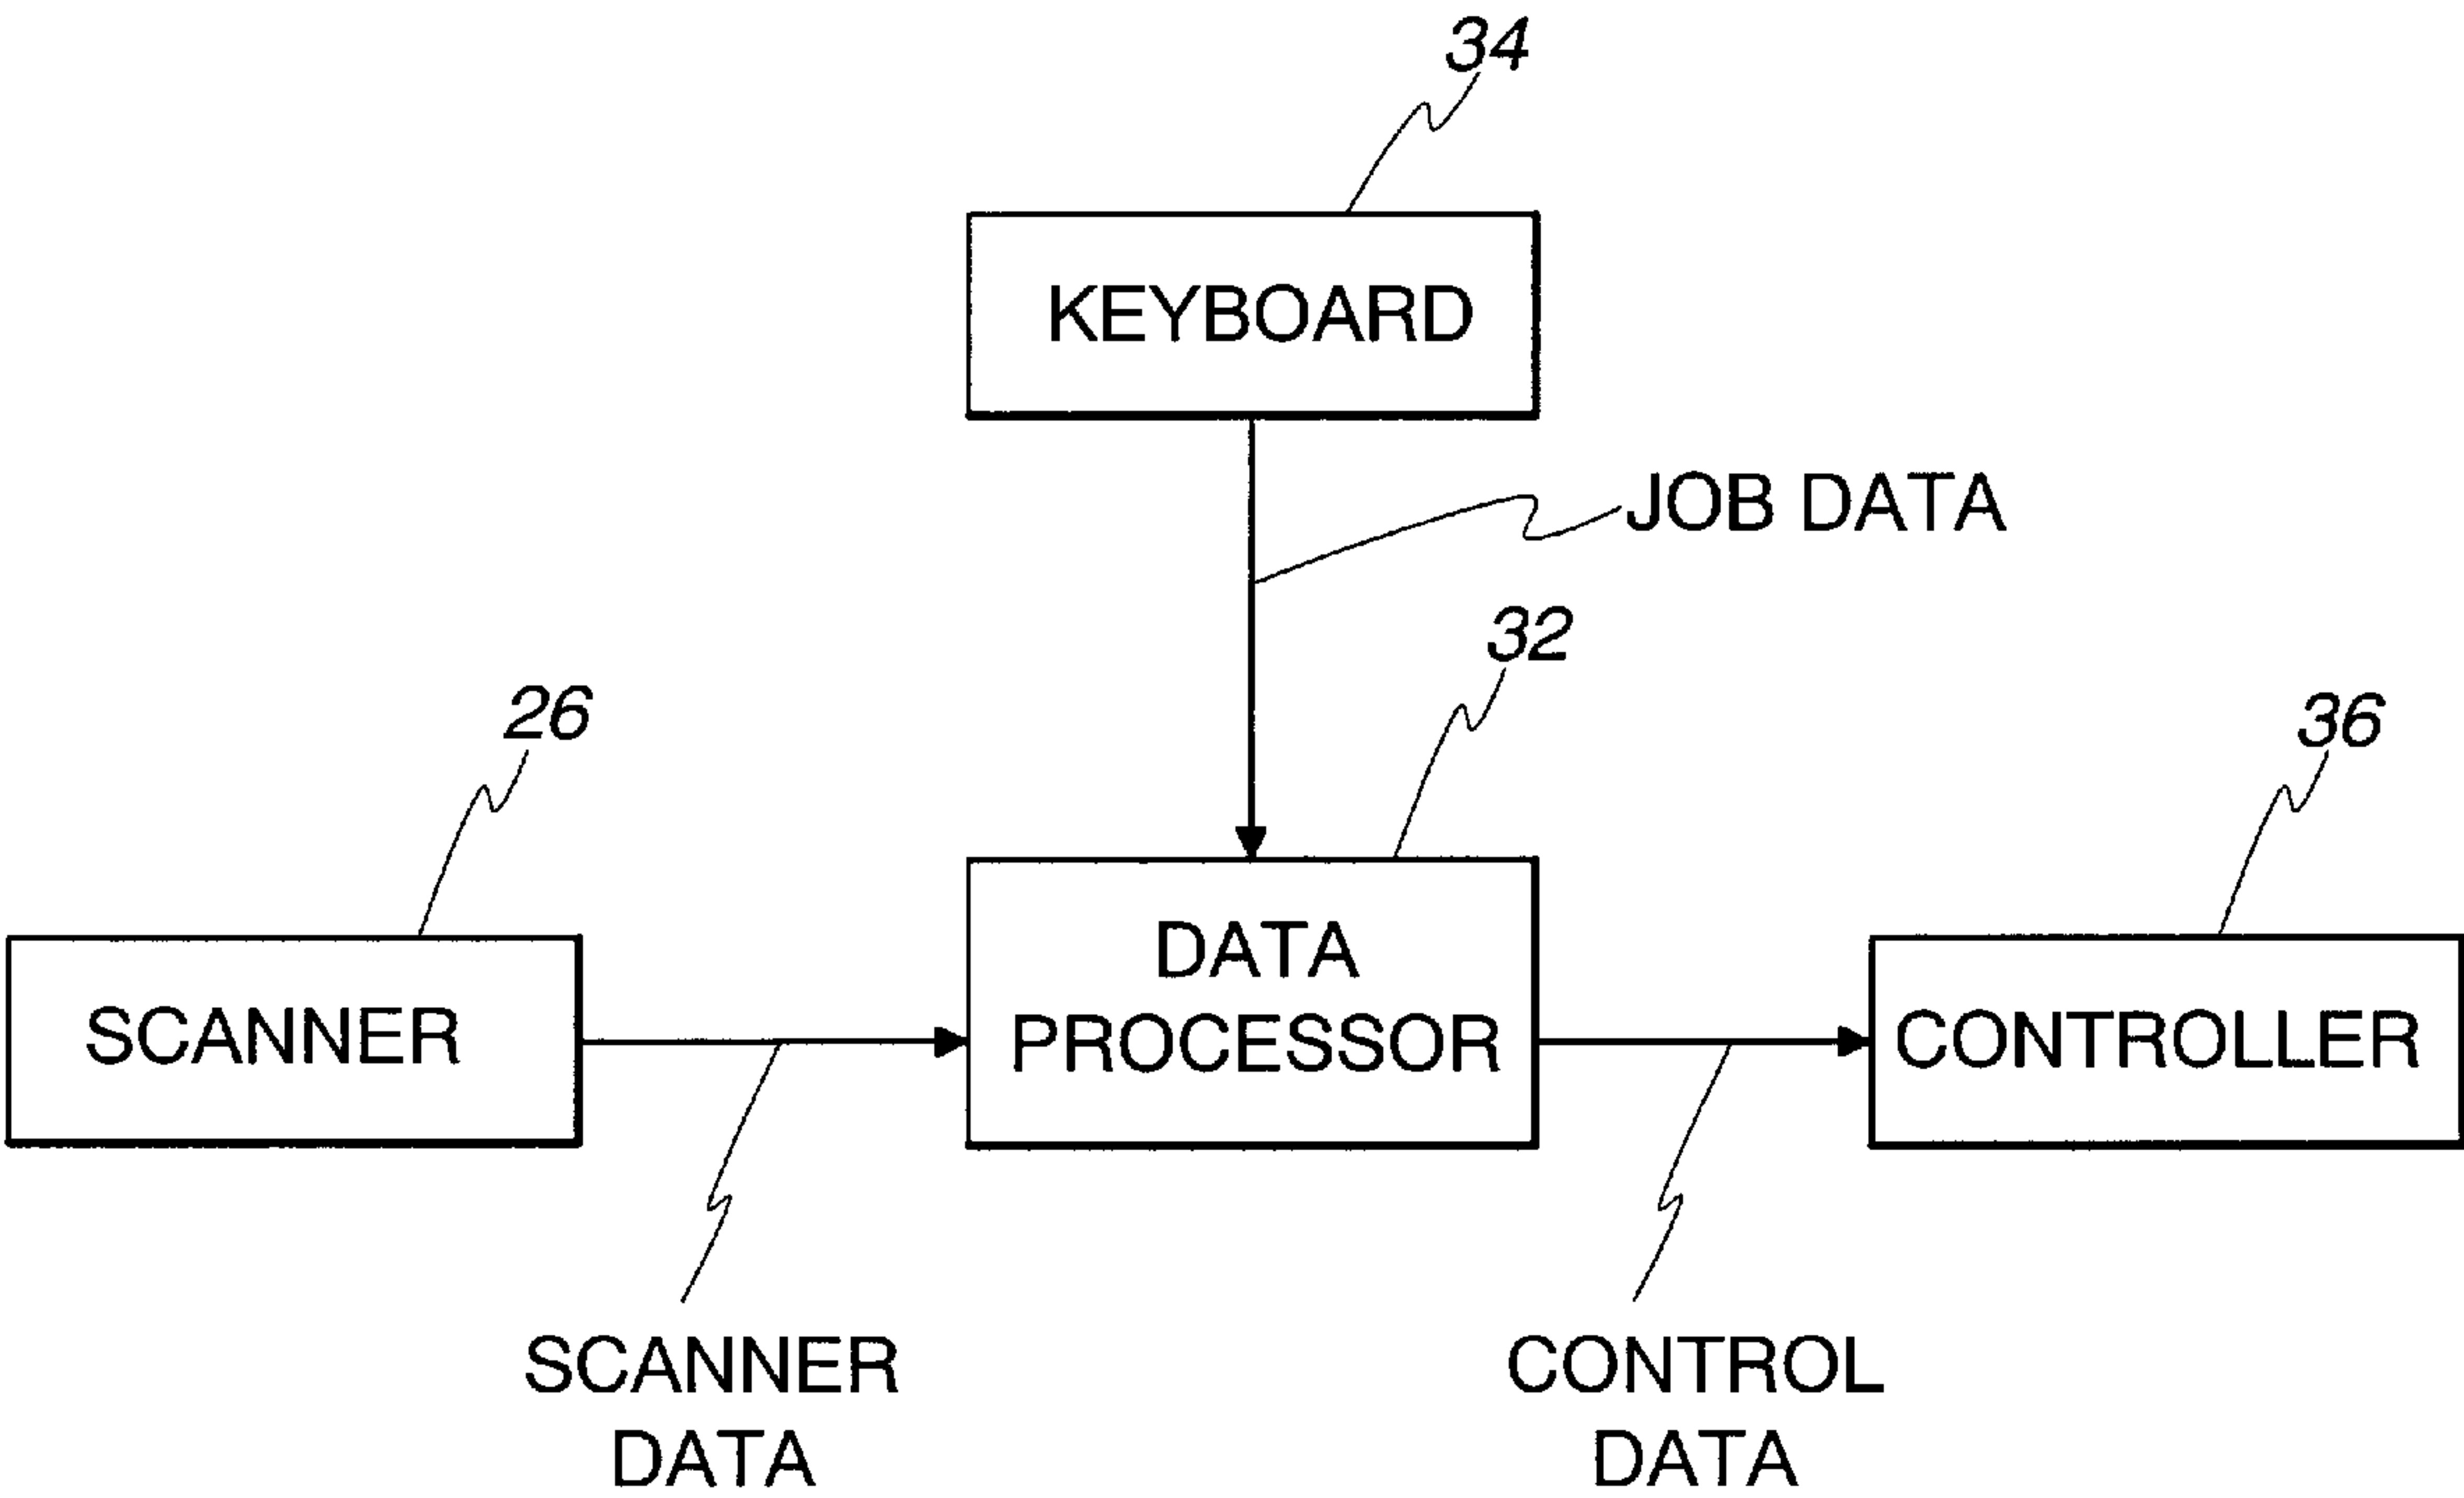 34
KEYBOARD
JOB DATA
32
26
36
DATA
PROCESSOR
SCANNER
CONTROLLER
SCANNER
DATA
CONTROL
DATA